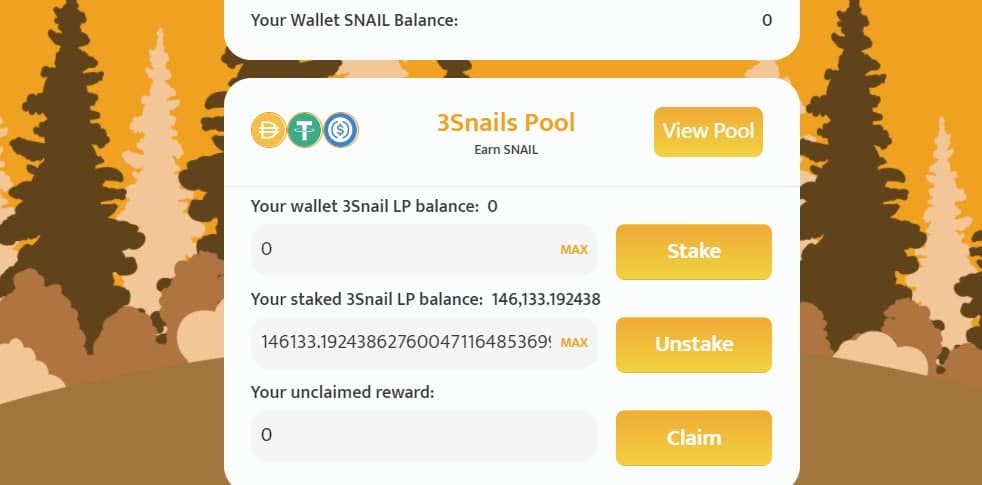 Your Wallet SNAIL Balance: 0
3Snails Pool
Earn SNAIL
View Pool
Your wallet 3Snail LP balance: 0
0 MAX Stake
Your staked 3Snail LP balance: 146,133.192438
146133.19243862760047116485369 MAX Unstake
Your unclaimed reward:
0 Claim